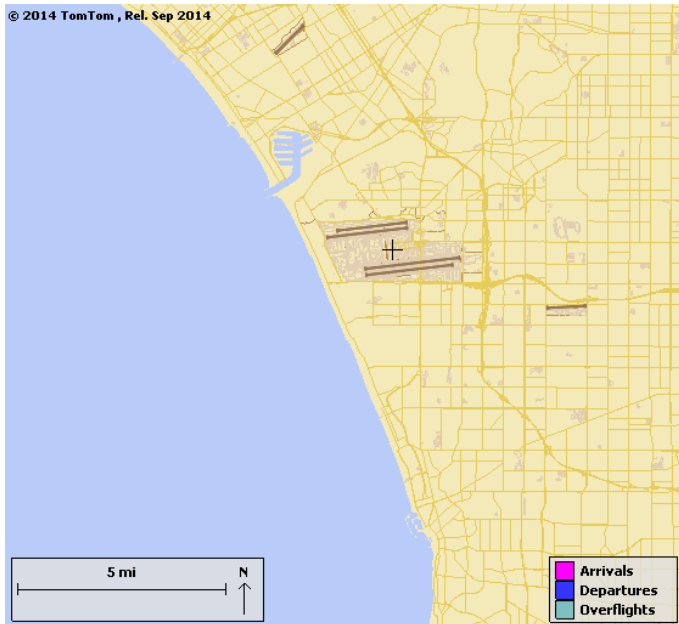 © 2014 TomTom , Rel. Sep 2014
5 mi
N
Arrivals
Departures
Overflights